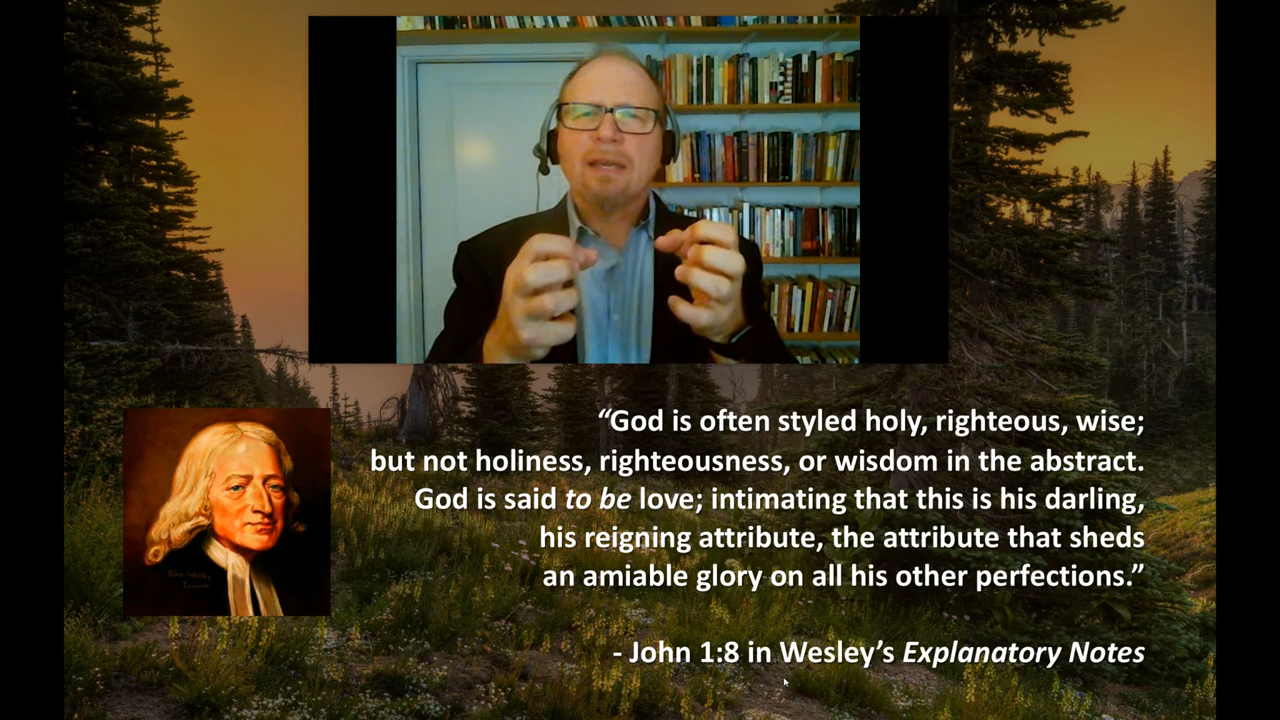 “God is often styled holy, righteous, wise;
but not holiness, righteousness, or wisdom in the abstract.
God is said to be love; intimating that this is his darling,
his reigning attribute, the attribute that sheds
an amiable glory on all his other perfections.”
- John 1:8 in Wesley’s Explanatory Notes
John Wesley